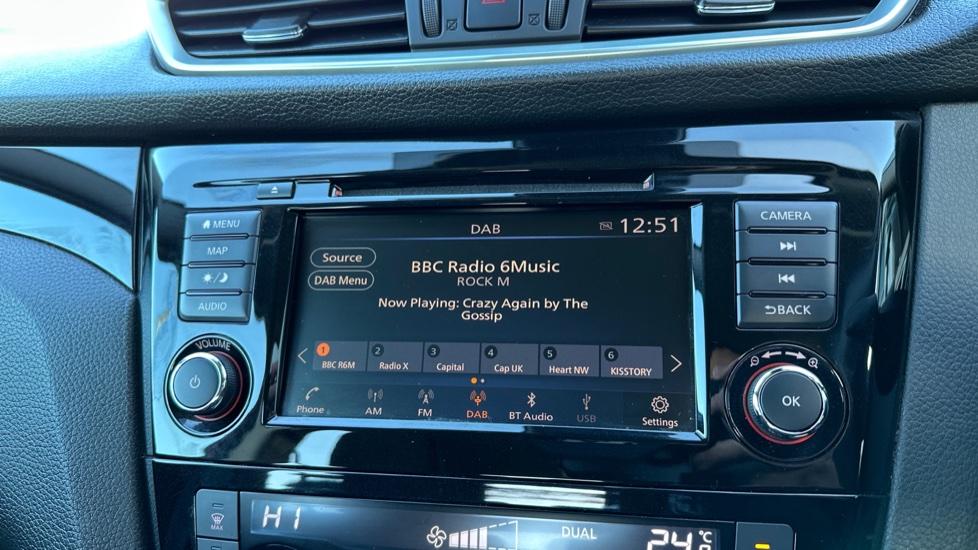 MENU
MAP
AUDIO
VOLUME
DAB
12:51
Source
DAB Menu
BBC Radio 6Music
ROCK M
Now Playing: Crazy Again by The
Gossip
1 BBC R6M
2 Radio X
3 Capital
4 Cap UK
5 Heart NW
6 KISSTORY
Phone
AM
FM
DAB
BT Audio
USB
Settings
CAMERA
BACK
OK
MAX
HI
DUAL
24 °C